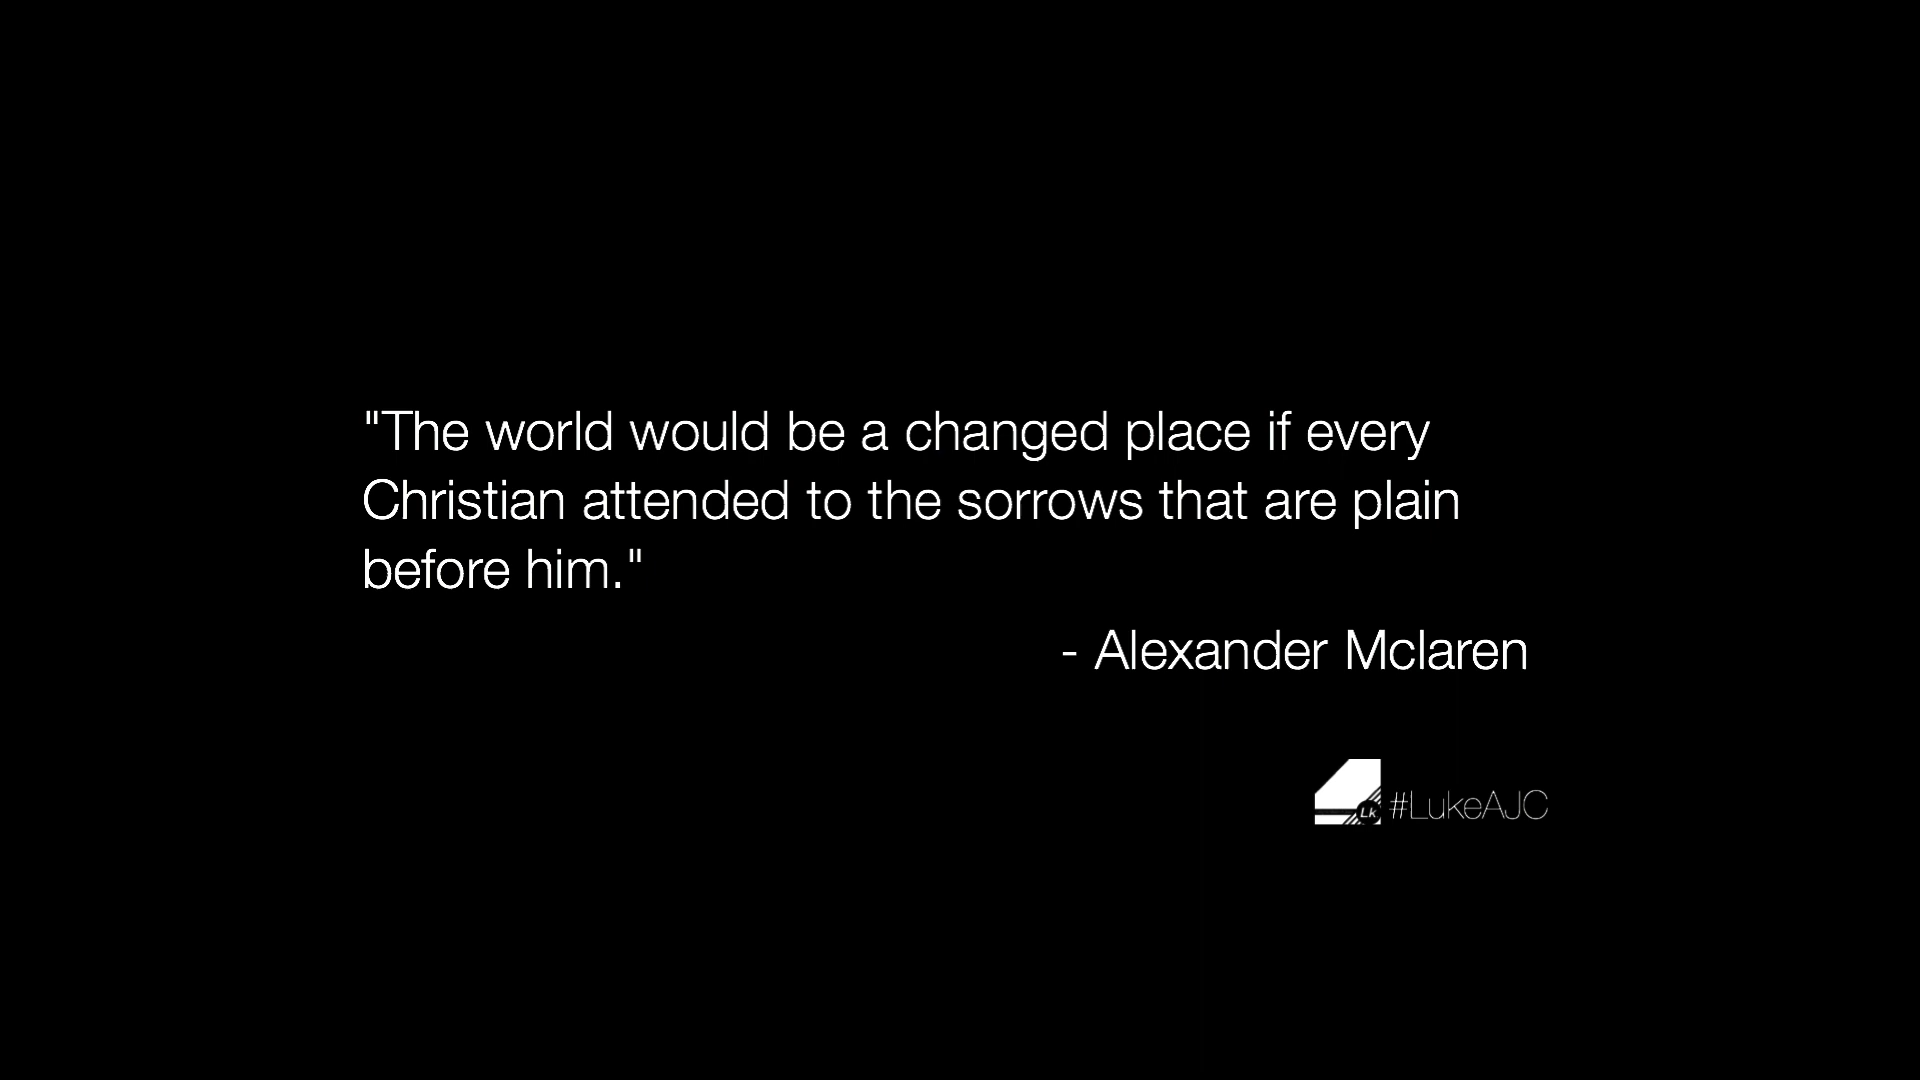 "The world would be a changed place if every
Christian attended to the sorrows that are plain
before him."
- Alexander Mclaren
Lk #LukeAJC